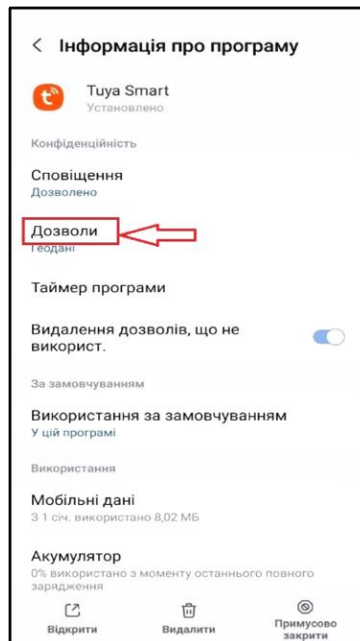 < Інформація про програму
Tuya Smart
Установлено
Конфіденційність
Сповіщення
Дозволено
Дозволи
Геодані
Таймер програми
Видалення дозволів, що не
використ.
За замовчуванням
Використання за замовчуванням
У цій програмі
Використання
Мобільні дані
З 1 січ. використано 8,02 МБ
Акумулятор
0% використано з моменту останнього повного
зарядження
Відкрити
Видалити
Примусово
закрити